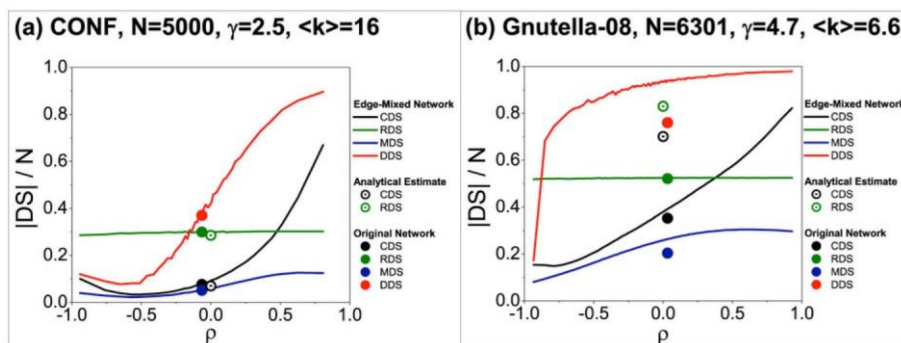 (a) CONF, N=5000, γ=2.5, <k>=16
|DS| / N
1.0
0.8
0.6
0.4
0.2
0.0
-1.0
-0.5
0.0
0.5
1.0
ρ
Edge-Mixed Network
CDS
RDS
MDS
DDS
Analytical Estimate
CDS
RDS
Original Network
CDS
RDS
MDS
DDS
(b) Gnutella-08, N=6301, γ=4.7, <k>=6.6
|DS| / N
1.0
0.8
0.6
0.4
0.2
0.0
-1.0
-0.5
0.0
0.5
1.0
ρ
Edge-Mixed Network
CDS
RDS
MDS
DDS
Analytical Estimate
CDS
RDS
Original Network
CDS
RDS
MDS
DDS